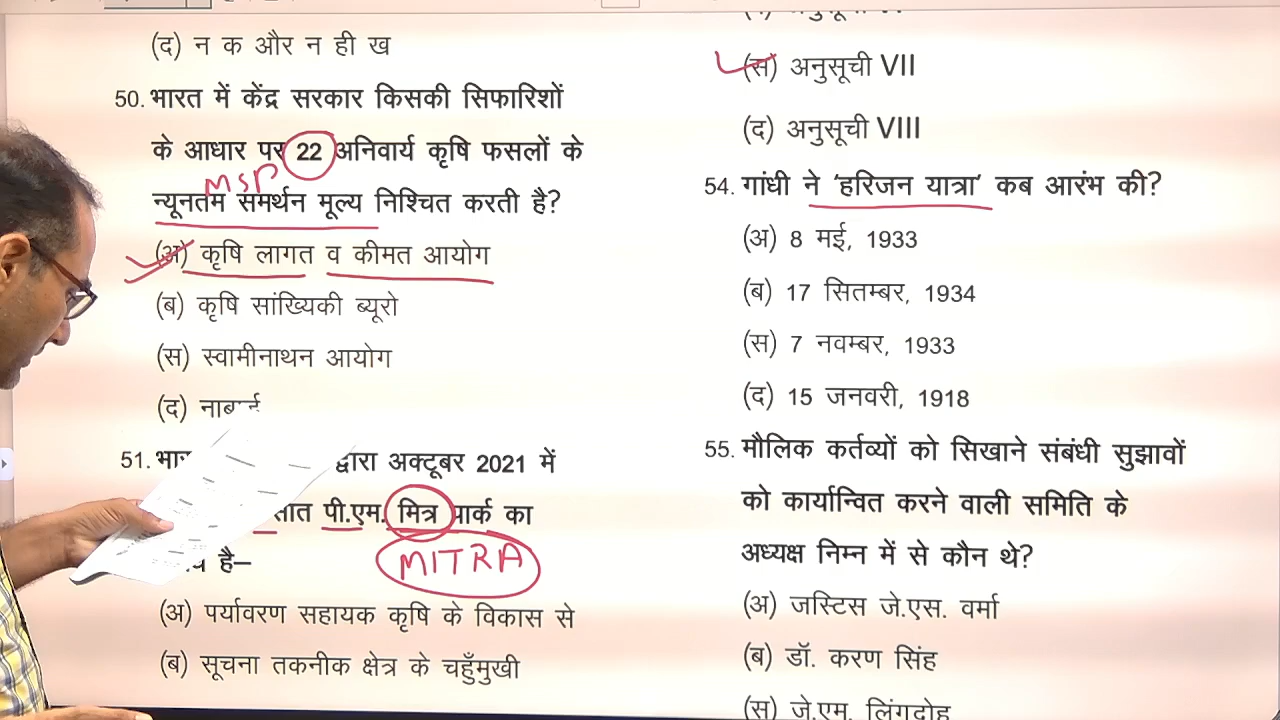 (द) न क और न ही ख
50. भारत में केंद्र सरकार किसकी सिफारिशों
के आधार पर 22 अनिवार्य कृषि फसलों के
MSP
न्यूनतम समर्थन मूल्य निश्चित करती है?
(अ) कृषि लागत व कीमत आयोग
(ब) कृषि सांख्यिकी ब्यूरो
(स) स्वामीनाथन आयोग
(द)
51. द्वारा अक्टूबर 2021 में
सात पी.एम. मित्र पार्क का
MITRA
है–
(अ) पर्यावरण सहायक कृषि के विकास से
(ब) सूचना तकनीक क्षेत्र के चहुँमुखी
(स) अनुसूची VII
(द) अनुसूची VIII
54. गांधी ने 'हरिजन यात्रा' कब आरंभ की?
(अ) 8 मई, 1933
(ब) 17 सितम्बर, 1934
(स) 7 नवम्बर, 1933
(द) 15 जनवरी, 1918
55. मौलिक कर्तव्यों को सिखाने संबंधी सुझावों
को कार्यान्वित करने वाली समिति के
अध्यक्ष निम्न में से कौन थे?
(अ) जस्टिस जे.एस. वर्मा
(ब) डॉ. करण सिंह
(स) जे.एम. लिंगदोह